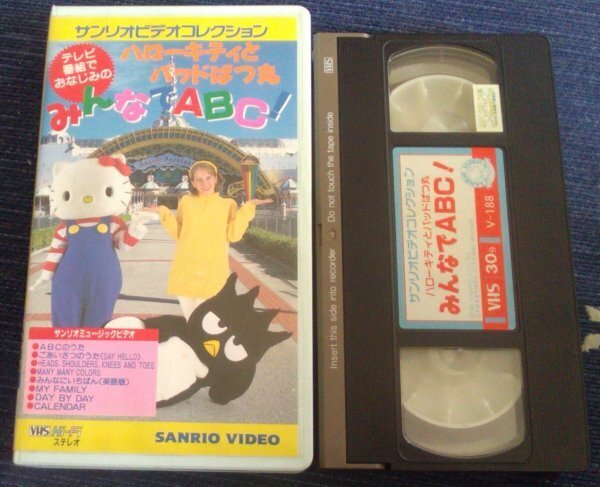 サンリオビデオコレクション
テレビ
番組で
おなじみの
ハローキティと
バッドばつ丸
みんなでABC!
サンリオミュージックビデオ
●ABCのうた
●ごあいさつのうた(SAY HELLO)
●HEADS, SHOULDERS, KNEES AND TOES
●MANY MANY COLORS
●みんなにいちばん(英語版)
●MY FAMILY
●DAY BY DAY
●CALENDAR
VHS Hi-Fi
ステレオ
SANRIO VIDEO
VHS
Insert this side into recorder
Do not touch the tape inside
サンリオビデオコレクション
ハローキティとバッドばつ丸
みんなでABC!
VHS 30分 V-188